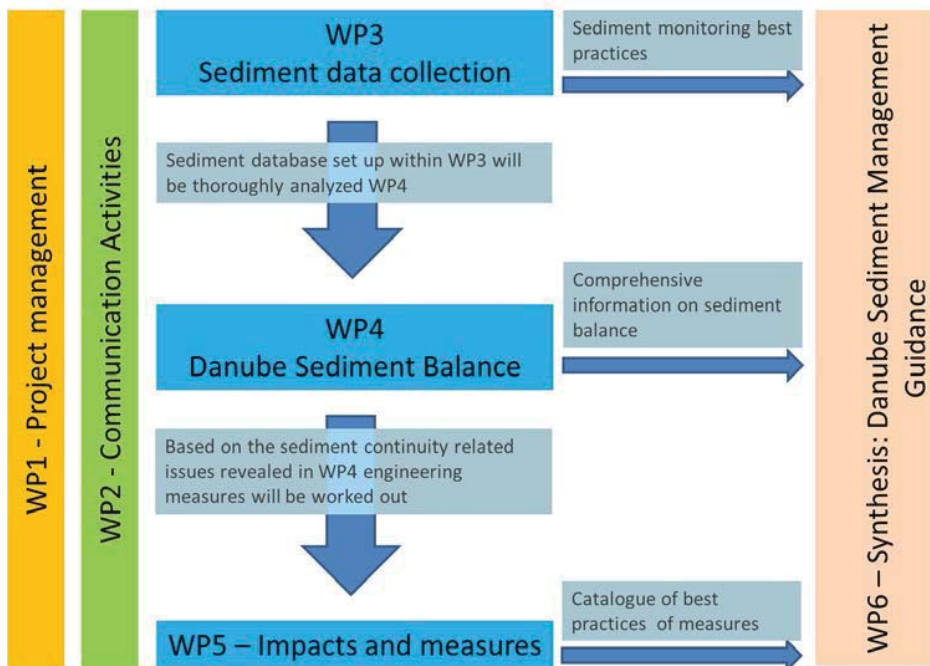 WP1 - Project management
WP2 - Communication Activities
WP3
Sediment data collection
Sediment monitoring best
practices
Sediment database set up within WP3 will
be thoroughly analyzed WP4
WP4
Danube Sediment Balance
Comprehensive
information on sediment
balance
Based on the sediment continuity related
issues revealed in WP4 engineering
measures will be worked out
WP5 – Impacts and measures
Catalogue of best
practices of measures
WP6 – Synthesis: Danube Sediment Management
Guidance